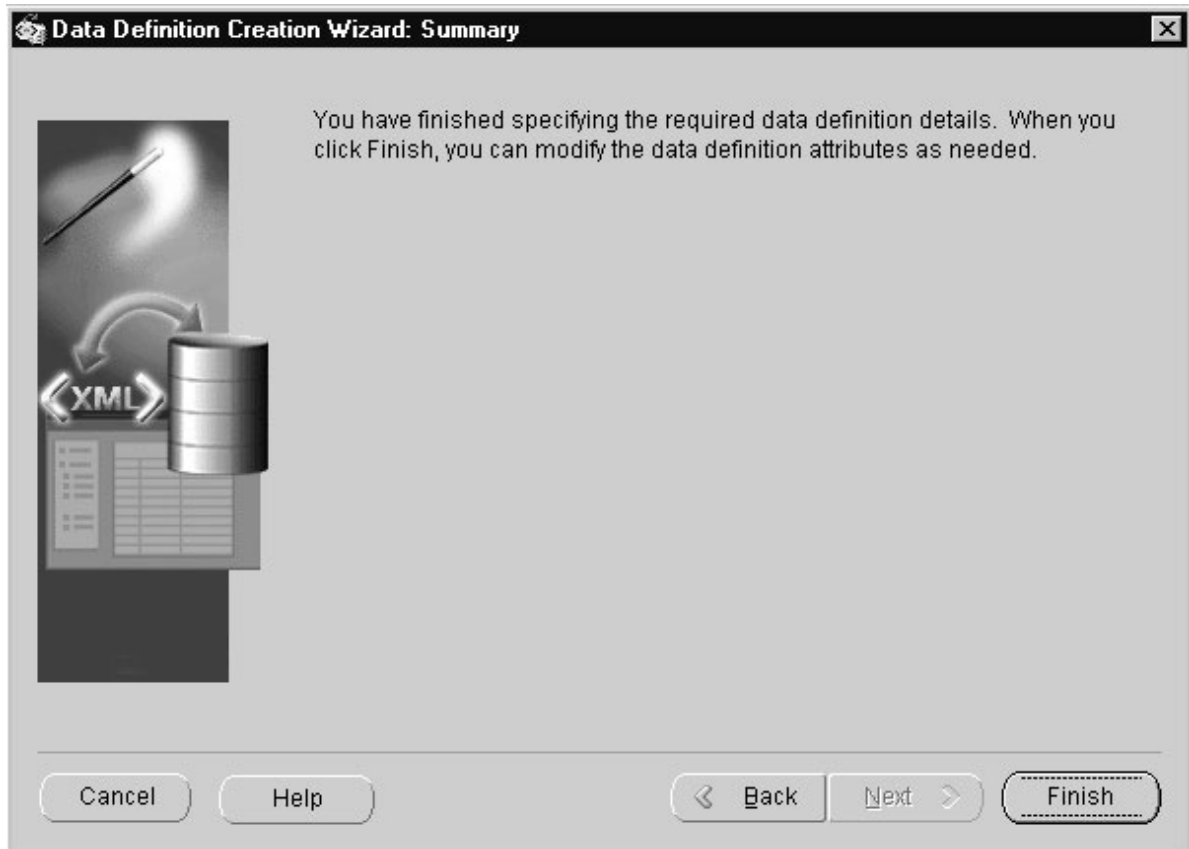 Data Definition Creation Wizard: Summary
You have finished specifying the required data definition details.  When you
click Finish, you can modify the data definition attributes as needed.
<XML>
Cancel
Help
Back
Next
Finish